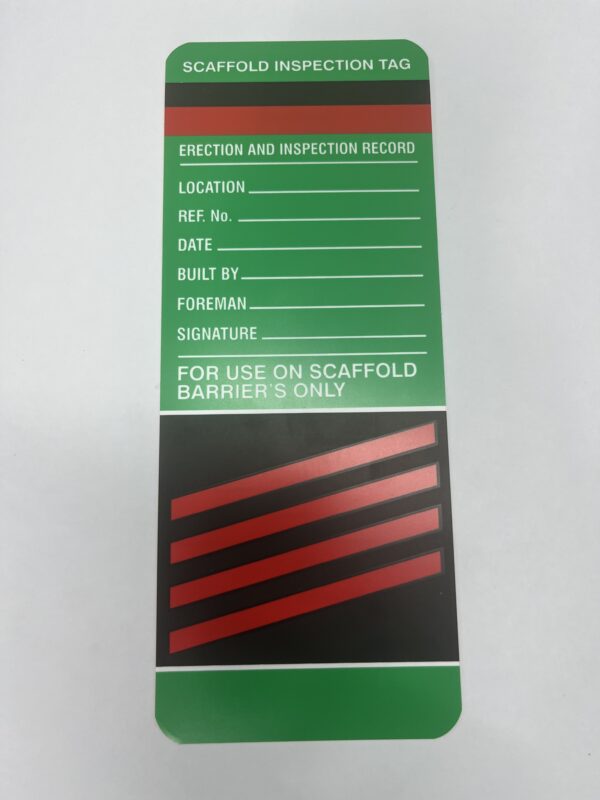 SCAFFOLD INSPECTION TAG
ERECTION AND INSPECTION RECORD
LOCATION
REF. No.
DATE
BUILT BY
FOREMAN
SIGNATURE
FOR USE ON SCAFFOLD
BARRIER'S ONLY